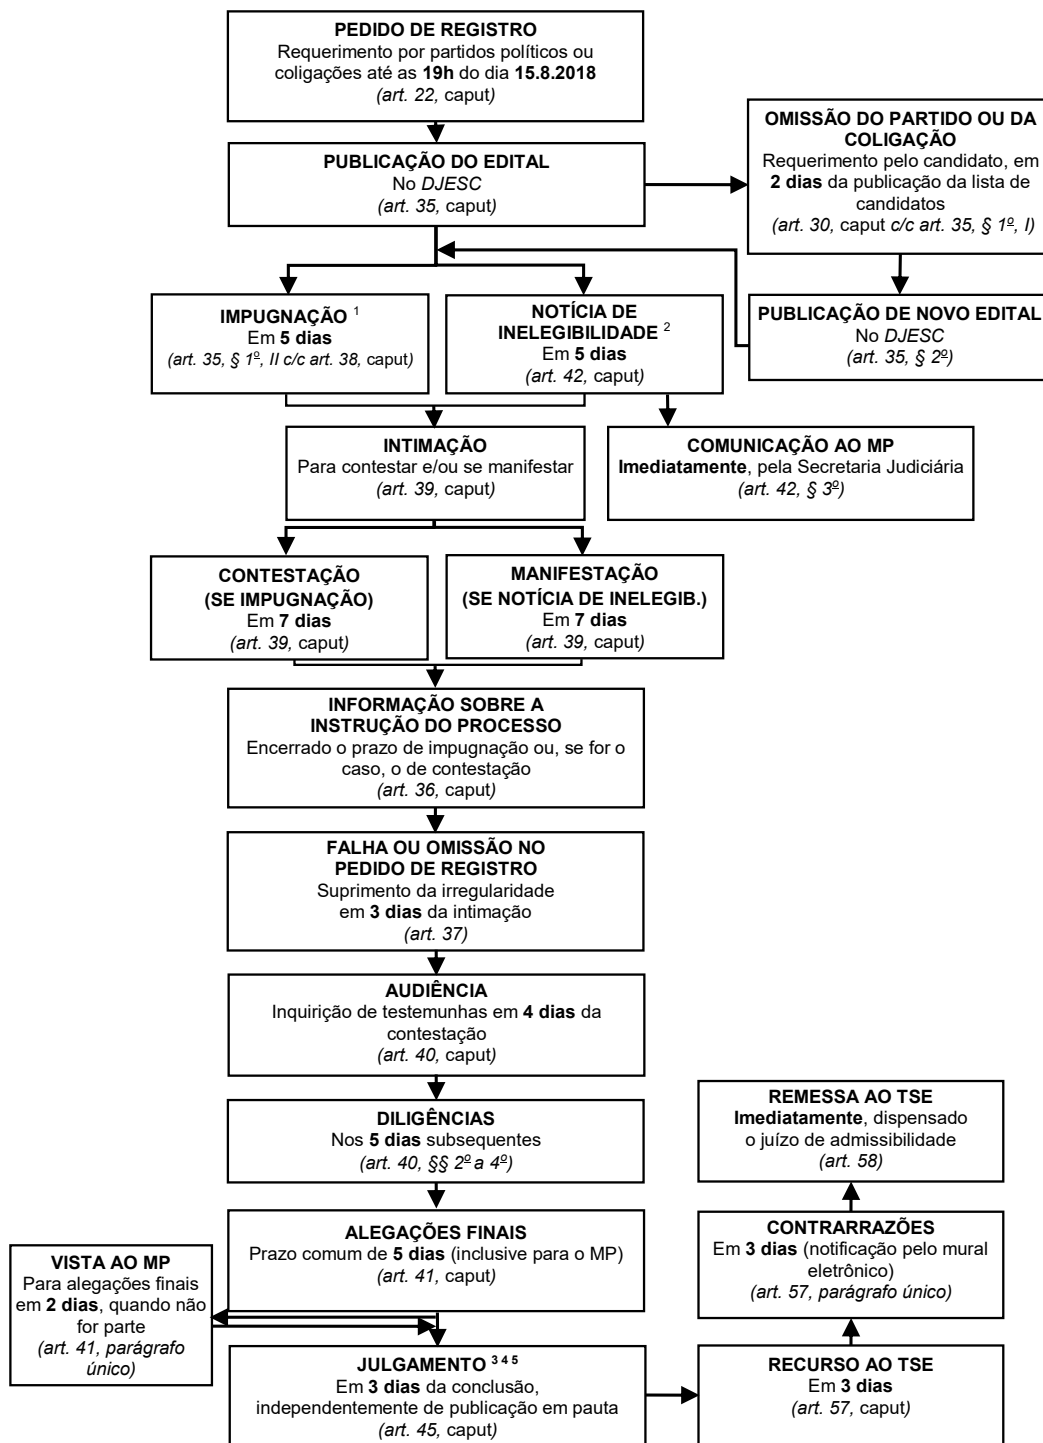 PEDIDO DE REGISTRO
Requerimento por partidos políticos ou
coligações até as 19h do dia 15.8.2018
(art. 22, caput)
OMISSÃO DO PARTIDO OU DA
COLIGAÇÃO
Requerimento pelo candidato, em
2 dias da publicação da lista de
candidatos
(art. 30, caput c/c art. 35, § 1º, I)
PUBLICAÇÃO DO EDITAL
No DJESC
(art. 35, caput)
IMPUGNAÇÃO 1
Em 5 dias
(art. 35, § 1º, II c/c art. 38, caput)
NOTÍCIA DE
INELEGIBILIDADE 2
Em 5 dias
(art. 42, caput)
PUBLICAÇÃO DE NOVO EDITAL
No DJESC
(art. 35, § 2º)
INTIMAÇÃO
Para contestar e/ou se manifestar
(art. 39, caput)
COMUNICAÇÃO AO MP
Imediatamente, pela Secretaria Judiciária
(art. 42, § 3º)
CONTESTAÇÃO
(SE IMPUGNAÇÃO)
Em 7 dias
(art. 39, caput)
MANIFESTAÇÃO
(SE NOTÍCIA DE INELEGIB.)
Em 7 dias
(art. 39, caput)
INFORMAÇÃO SOBRE A
INSTRUÇÃO DO PROCESSO
Encerrado o prazo de impugnação ou, se for o
caso, o de contestação
(art. 36, caput)
FALHA OU OMISSÃO NO
PEDIDO DE REGISTRO
Suprimento da irregularidade
em 3 dias da intimação
(art. 37)
AUDIÊNCIA
Inquirição de testemunhas em 4 dias da
contestação
(art. 40, caput)
DILIGÊNCIAS
Nos 5 dias subsequentes
(art. 40, §§ 2º a 4º)
REMESSA AO TSE
Imediatamente, dispensado
o juízo de admissibilidade
(art. 58)
ALEGAÇÕES FINAIS
Prazo comum de 5 dias (inclusive para o MP)
(art. 41, caput)
CONTRARRAZÕES
Em 3 dias (notificação pelo mural
eletrônico)
(art. 57, parágrafo único)
VISTA AO MP
Para alegações finais
em 2 dias, quando não
for parte
(art. 41, parágrafo
único)
JULGAMENTO 3 4 5
Em 3 dias da conclusão,
independentemente de publicação em pauta
(art. 45, caput)
RECURSO AO TSE
Em 3 dias
(art. 57, caput)